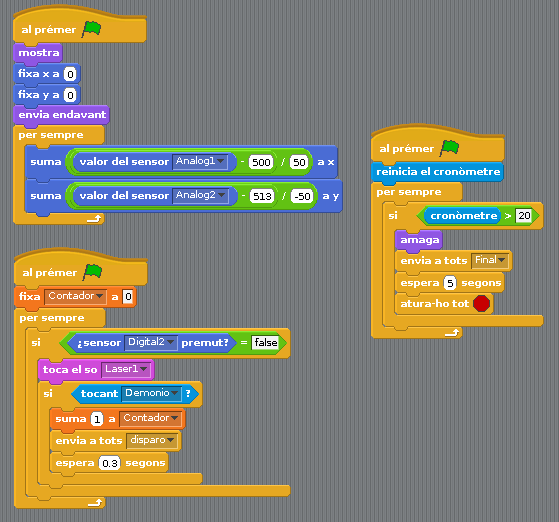 al prémer
mostra
fixa x a 0
fixa y a 0
envia endavant
per sempre
suma valor del sensor Analog1 - 500 / 50 a x
suma valor del sensor Analog2 - 513 / -50 a y
al prémer
fixa Contador a 0
per sempre
si ¿sensor Digital2 premut? = false
toca el so Laser1
si tocant Demonio ?
suma 1 a Contador
envia a tots disparo
espera 0.3 segons
al prémer
reinicia el cronòmetre
per sempre
si cronòmetre > 20
amaga
envia a tots Final
espera 5 segons
atura-ho tot